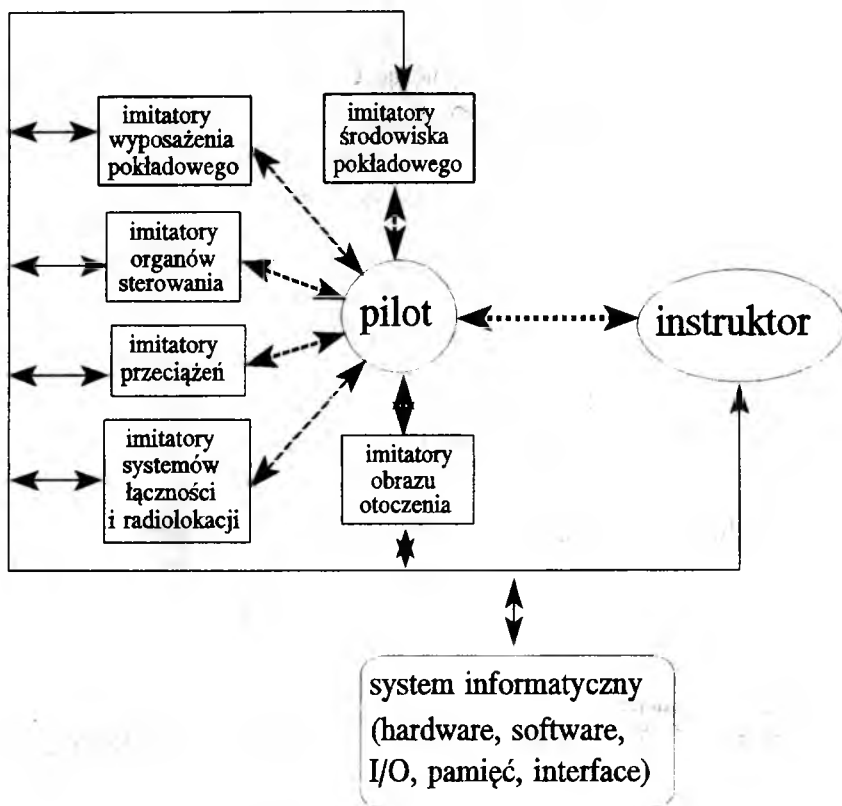 imitatory
wyposażenia
pokładowego
imitatory
środowiska
pokładowego
imitatory
organów
sterowania
pilot
instruktor
imitatory
przeciążeń
imitatory
systemów
łączności
i radiolokacji
imitatory
obrazu
otoczenia
system informatyczny
(hardware, software,
I/O, pamięć, interface)